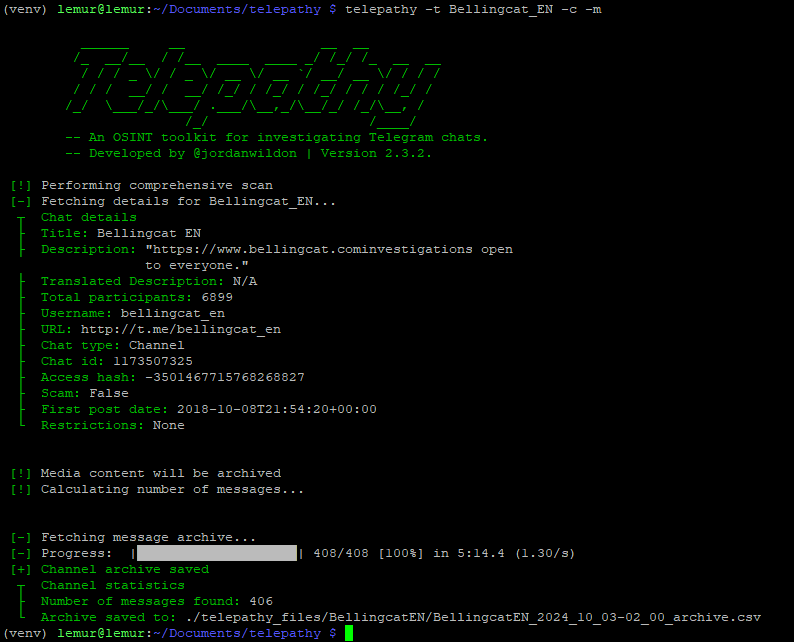 (venv) lemur@lemur:~/Documents/telepathy $ telepathy -t Bellingcat_EN -c -m
Telepathy
-- An OSINT toolkit for investigating Telegram chats.
-- Developed by @jordanwildon | Version 2.3.2.
[!] Performing comprehensive scan
[-] Fetching details for Bellingcat_EN...
┬ Chat details
├ Title: Bellingcat EN
├ Description: "https://www.bellingcat.cominvestigations open
to everyone."
├ Translated Description: N/A
├ Total participants: 6899
├ Username: bellingcat_en
├ URL: http://t.me/bellingcat_en
├ Chat type: Channel
├ Chat id: 1173507325
├ Access hash: -3501467715768268827
├ Scam: False
├ First post date: 2018-10-08T21:54:20+00:00
└ Restrictions: None
[!] Media content will be archived
[!] Calculating number of messages...
[-] Fetching message archive...
[-] Progress: | | 408/408 [100%] in 5:14.4 (1.30/s)
[+] Channel archive saved
┬ Channel statistics
├ Number of messages found: 406
└ Archive saved to: ./telepathy_files/BellingcatEN/BellingcatEN_2024_10_03-02_00_archive.csv
(venv) lemur@lemur:~/Documents/telepathy $